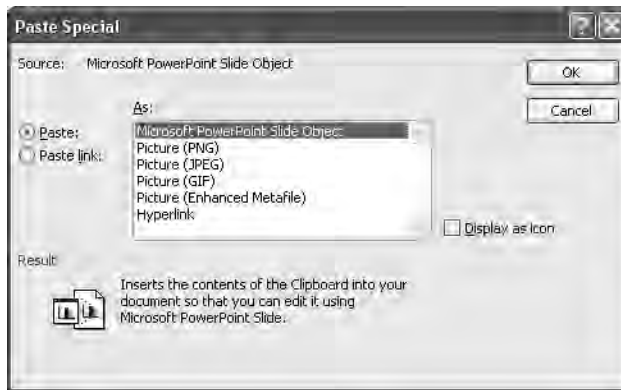 Paste Special
Source: Microsoft PowerPoint Slide Object
OK
Cancel
As:
Paste:
Paste link:
Microsoft PowerPoint Slide Object
Picture (PNG)
Picture (JPEG)
Picture (GIF)
Picture (Enhanced Metafile)
Hyperlink
Display as icon
Result
Inserts the contents of the Clipboard into your
document so that you can edit it using
Microsoft PowerPoint Slide.